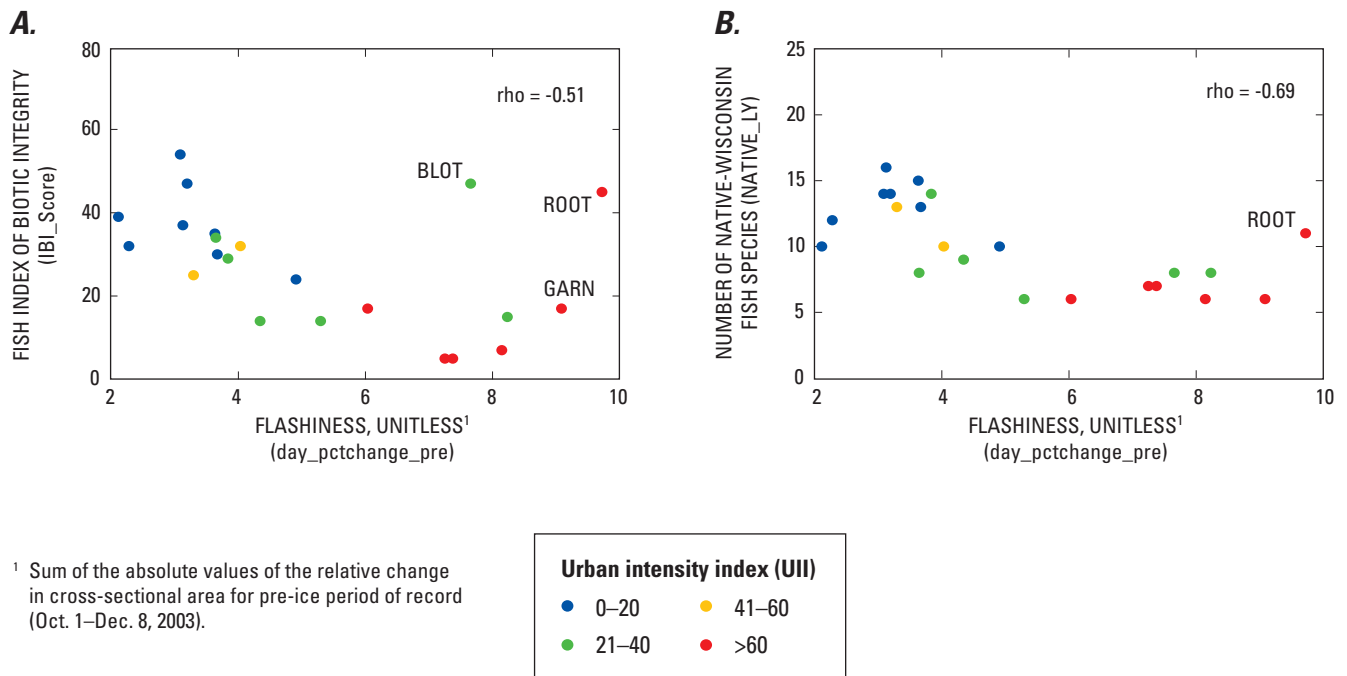 A.
80
60
40
20
0
FISH INDEX OF BIOTIC INTEGRITY
(IBI_Score)
rho = -0.51
BLOT
ROOT
GARN
2
4
6
8
10
FLASHINESS, UNITLESS¹
(day_pctchange_pre)
B.
25
20
15
10
5
0
NUMBER OF NATIVE-WISCONSIN
FISH SPECIES (NATIVE_LY)
rho = -0.69
ROOT
2
4
6
8
10
FLASHINESS, UNITLESS¹
(day_pctchange_pre)
¹ Sum of the absolute values of the relative change
in cross-sectional area for pre-ice period of record
(Oct. 1–Dec. 8, 2003).
Urban intensity index (UII)
0–20
41–60
21–40
>60